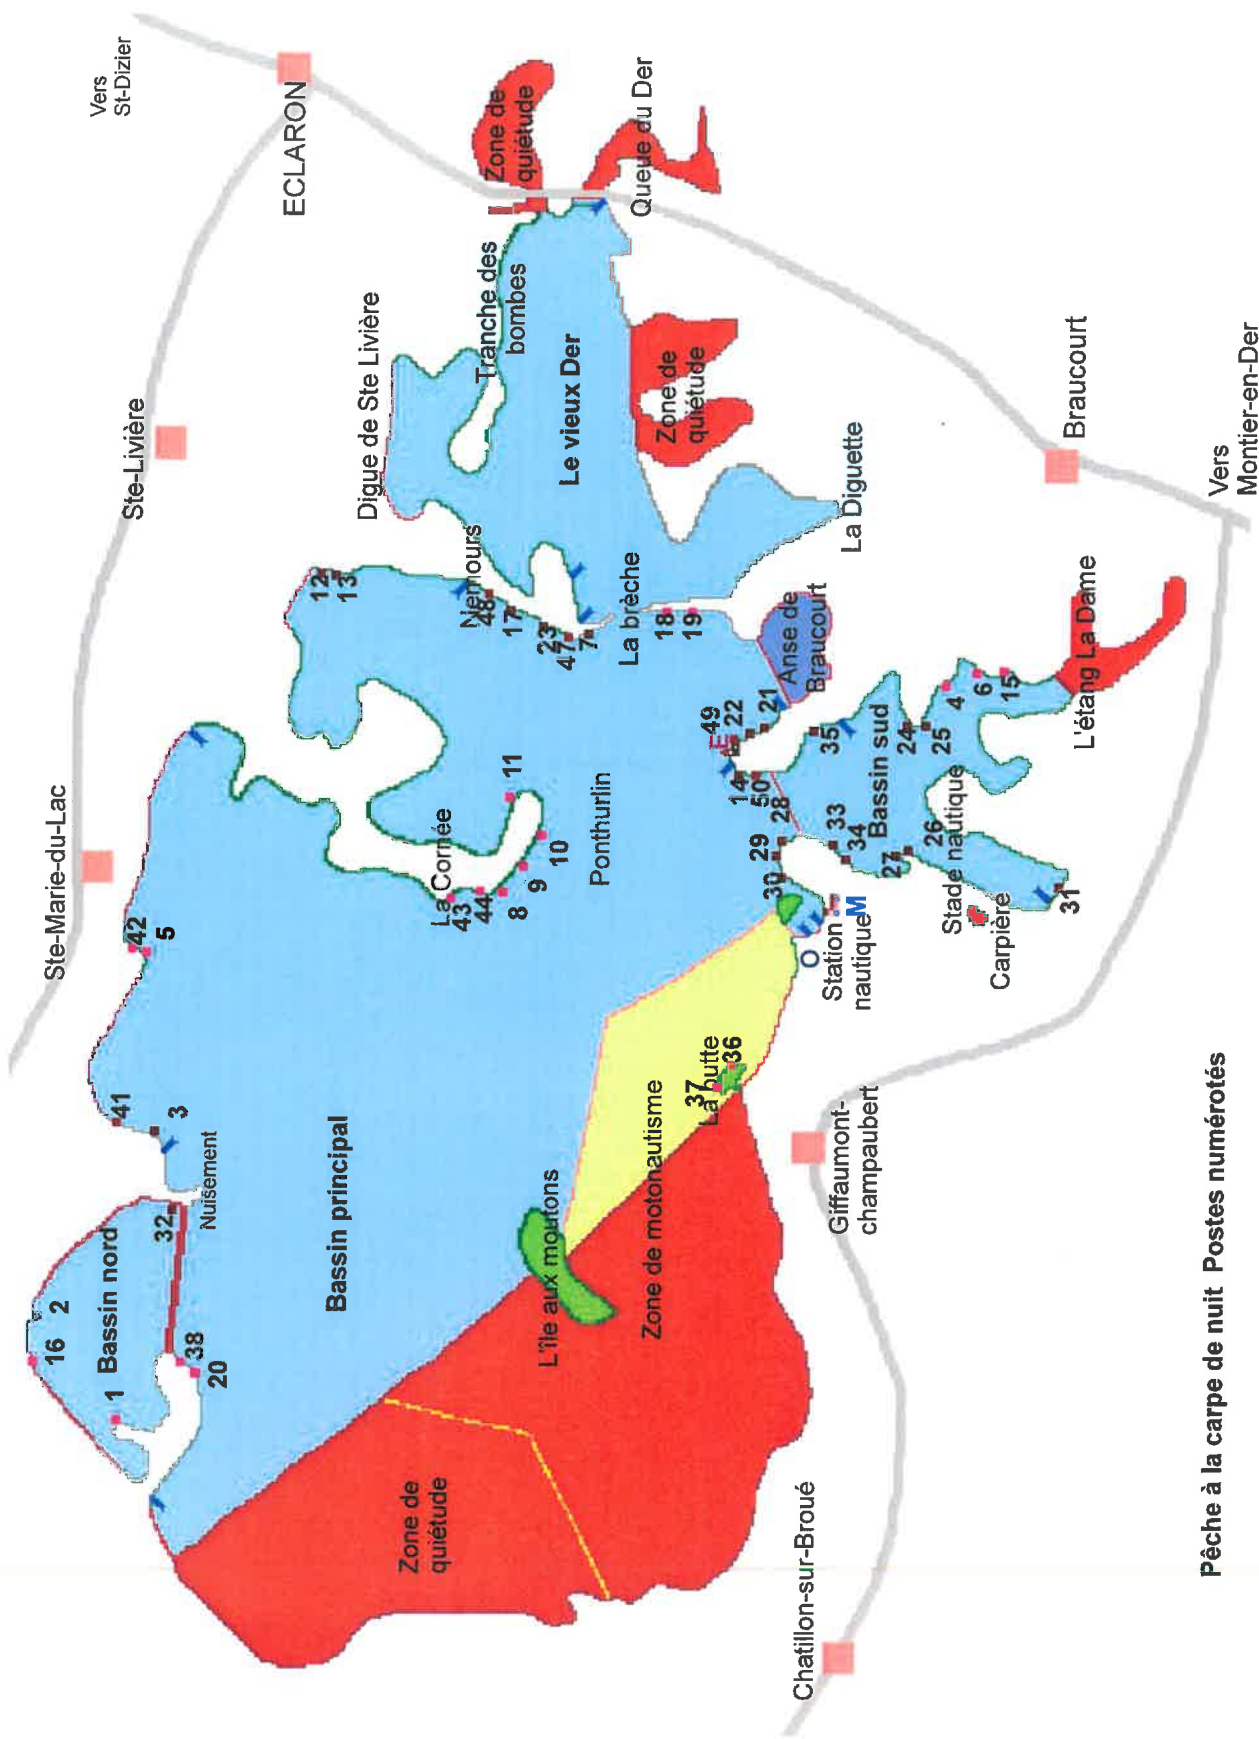 16
2
1
Bassin nord
32
38
20
Nuisement
41
3
42
5
Ste-Marie-du-Lac
Ste-Livière
Vers
St-Dizier
ECLARON
Bassin principal
Zone de
quiétude
12
13
Digue de Ste Livière
La Cornée
43
44
8
9
10
11
Nemours
48
17
23
47
7
Tranche des
bombes
Zone de
quiétude
Le vieux Der
L'île aux moutons
Ponthurlin
La brèche
Queue du Der
18
19
Zone de
quiétude
Zone de motonautisme
37
La butte
36
E
49
22
21
14
50
28
29
30
Anse de
Braucourt
La Diguette
O
M
Station
nautique
35
33
34
Bassin sud
24
25
27
26
4
6
15
Stade nautique
Carpière
31
L'étang La Dame
Braucourt
Chatillon-sur-Broué
Giffaumont-
champaubert
Vers
Montier-en-Der
Pêche à la carpe de nuit Postes numérotés
1